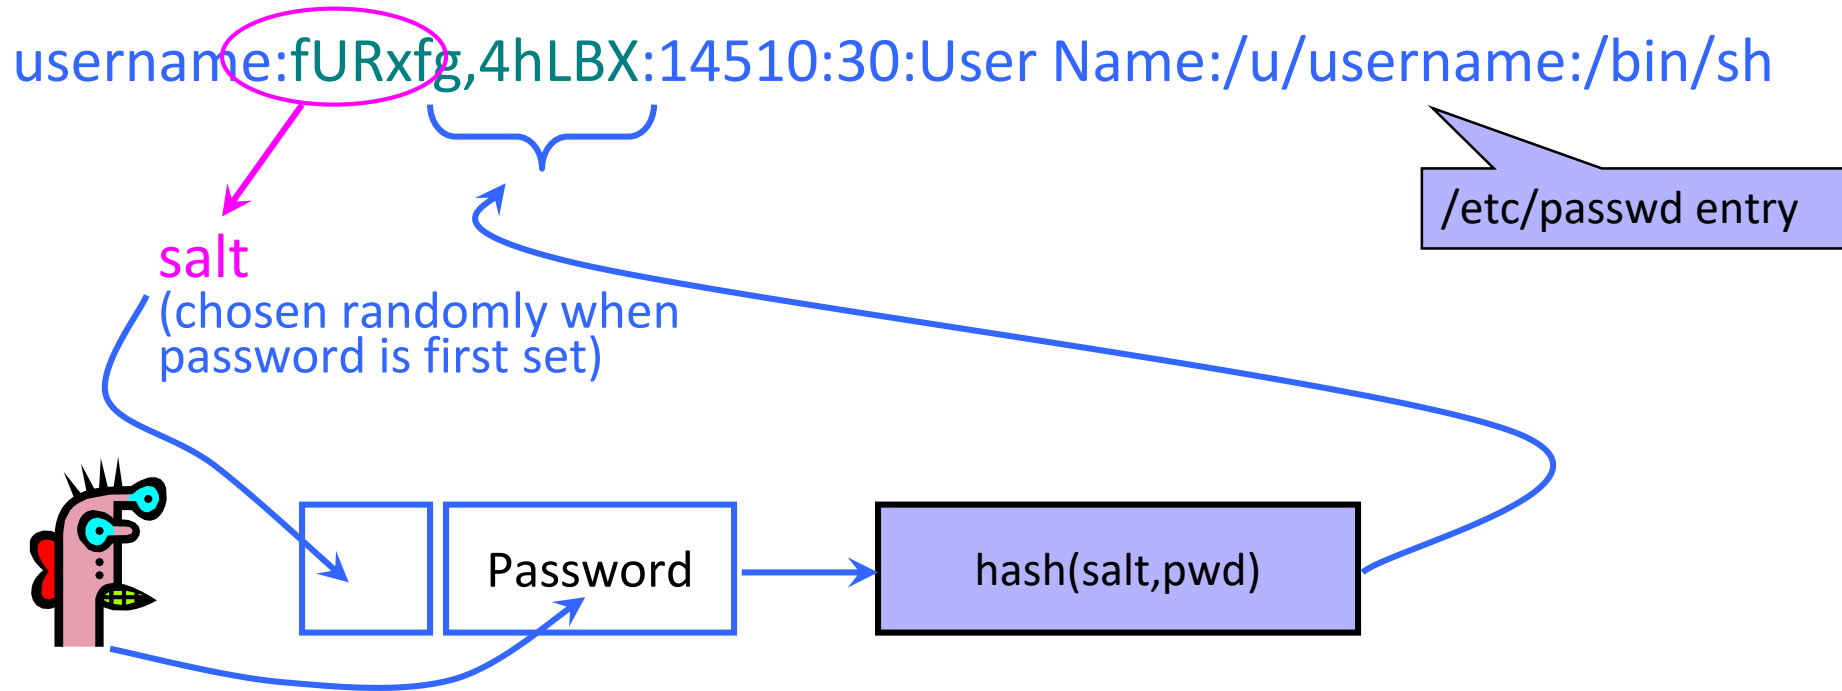 username:fURxfg,4hLBX:14510:30:User Name:/u/username:/bin/sh
/etc/passwd entry
salt
(chosen randomly when
password is first set)
Password
hash(salt,pwd)